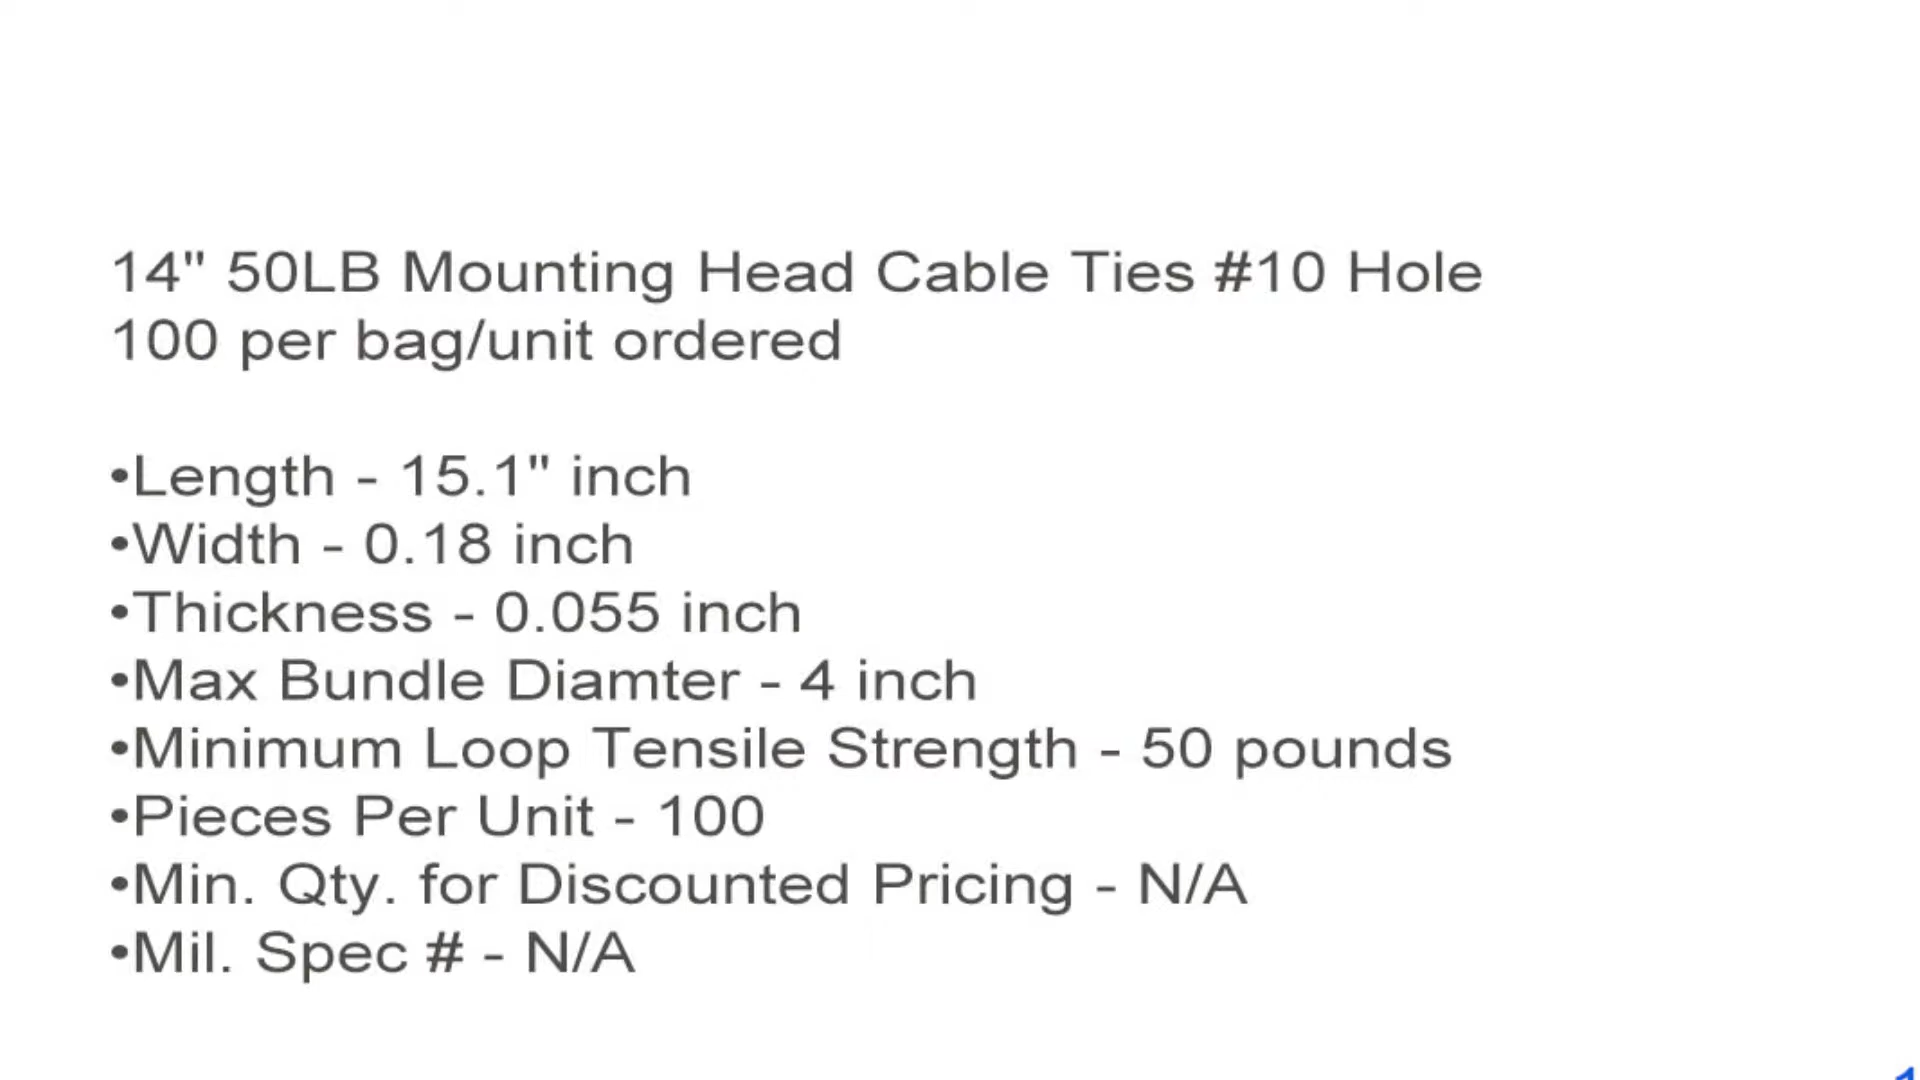 14" 50LB Mounting Head Cable Ties #10 Hole
100 per bag/unit ordered
•Length - 15.1" inch
•Width - 0.18 inch
•Thickness - 0.055 inch
•Max Bundle Diamter - 4 inch
•Minimum Loop Tensile Strength - 50 pounds
•Pieces Per Unit - 100
•Min. Qty. for Discounted Pricing - N/A
•Mil. Spec # - N/A